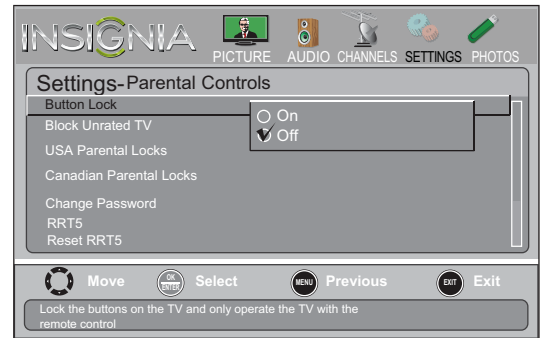 INSIGNIA
PICTURE AUDIO CHANNELS SETTINGS PHOTOS
Settings-Parental Controls
Button Lock
On
Off
Block Unrated TV
USA Parental Locks
Canadian Parental Locks
Change Password
RRT5
Reset RRT5
Move OK ENTER Select MENU Previous EXIT Exit
Lock the buttons on the TV and only operate the TV with the
remote control